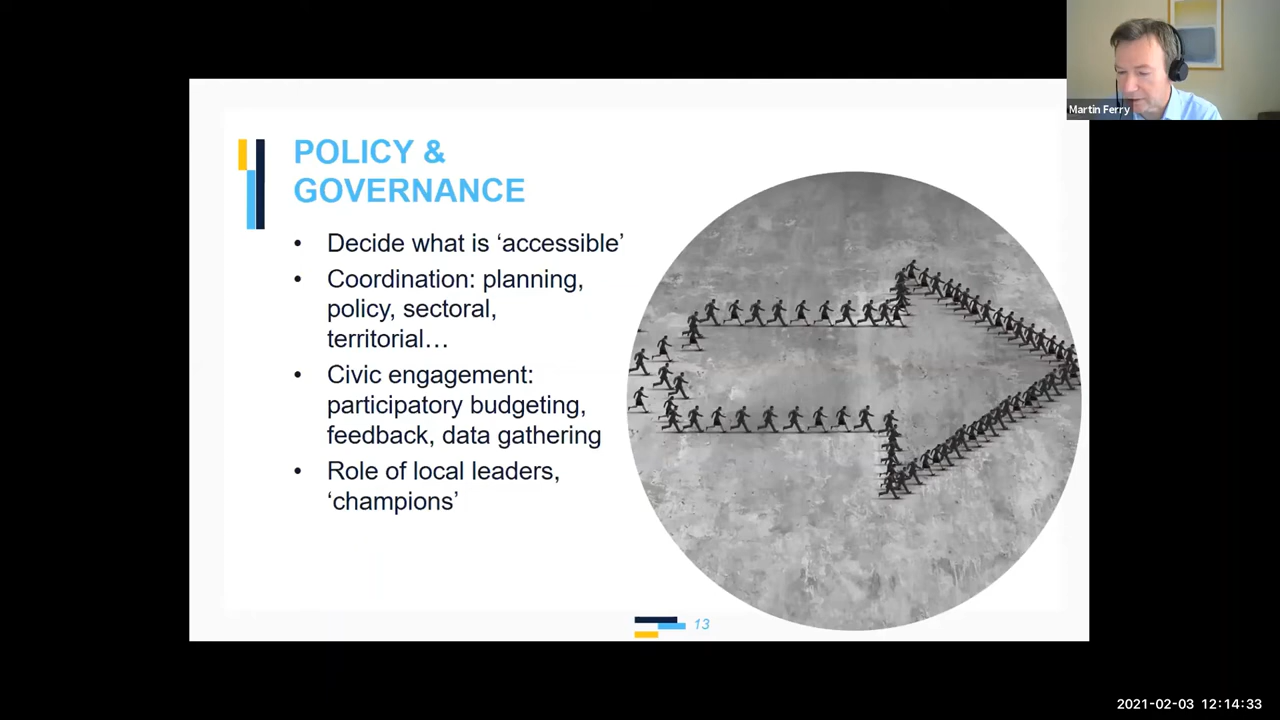 Martin Ferry
POLICY &
GOVERNANCE
• Decide what is ‘accessible’
• Coordination: planning,
policy, sectoral,
territorial…
• Civic engagement:
participatory budgeting,
feedback, data gathering
• Role of local leaders,
‘champions’
13
2021-02-03 12:14:33